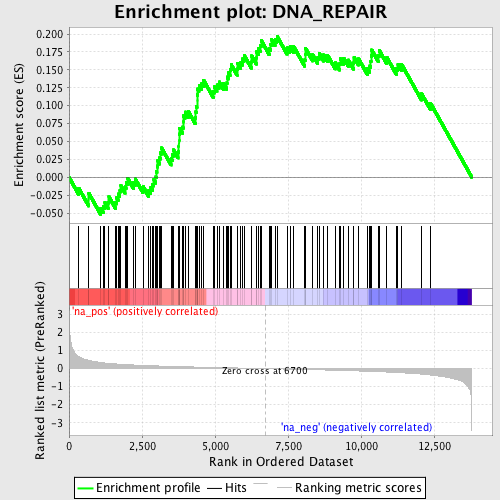 Enrichment plot: DNA_REPAIR
Enrichment score (ES)
0.200
0.175
0.150
0.125
0.100
0.075
0.050
0.025
0.000
-0.025
-0.050
'na_pos' (positively correlated)
Ranked list metric (PreRanked)
3
2
1
0
-1
-2
-3
Zero cross at 6700
'na_neg' (negatively correlated)
0
2,500
5,000
7,500
10,000
12,500
Rank in Ordered Dataset
Enrichment profile
Hits
Ranking metric scores